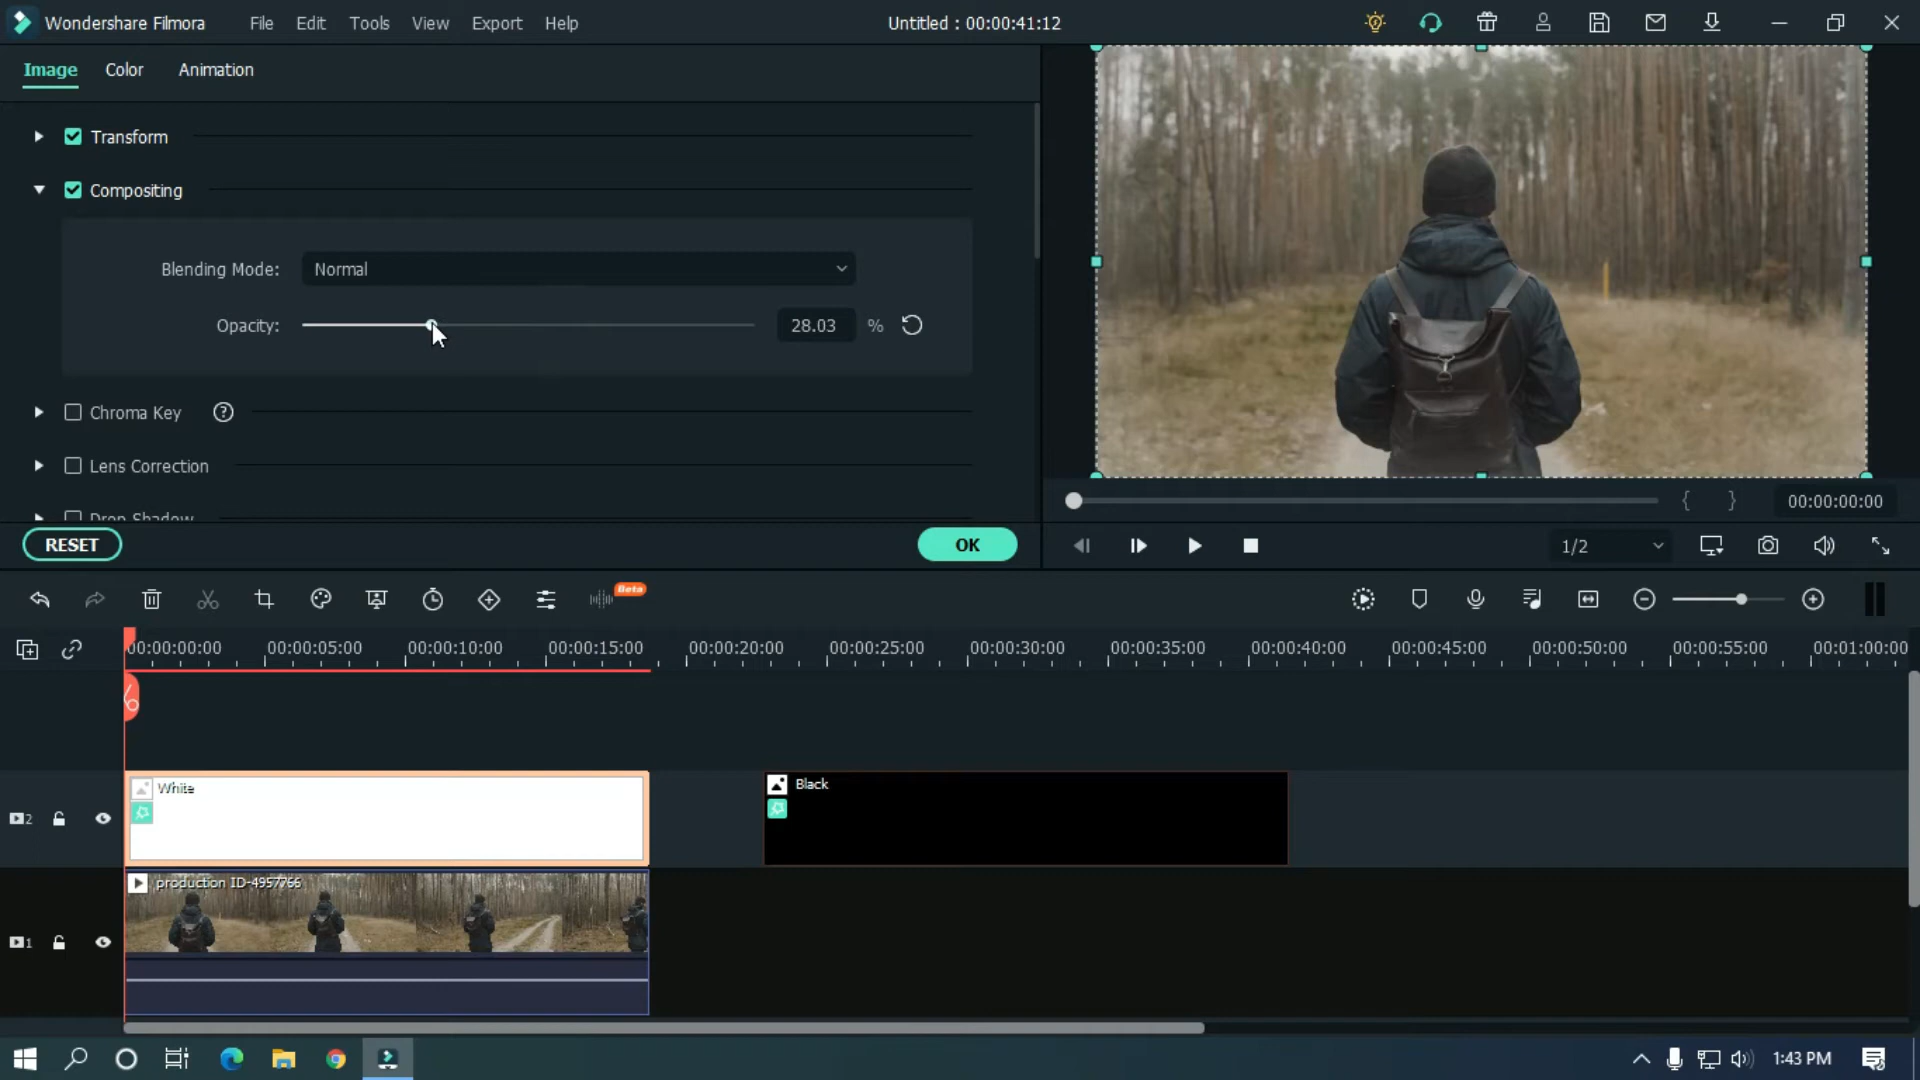 Wondershare Filmora File Edit Tools View Export Help Untitled : 00:00:41:12
Image Color Animation
Transform
Compositing
Blending Mode: Normal
Opacity: 28.03 %
Chroma Key ?
Lens Correction
Drop Shadow
{ } 00:00:00:00
RESET OK 1/2
Beta
00:00:00:00 00:00:05:00 00:00:10:00 00:00:15:00 00:00:20:00 00:00:25:00 00:00:30:00 00:00:35:00 00:00:40:00 00:00:45:00 00:00:50:00 00:00:55:00 00:01:00:00
White Black
2
production ID-4957766
1
1:43 PM